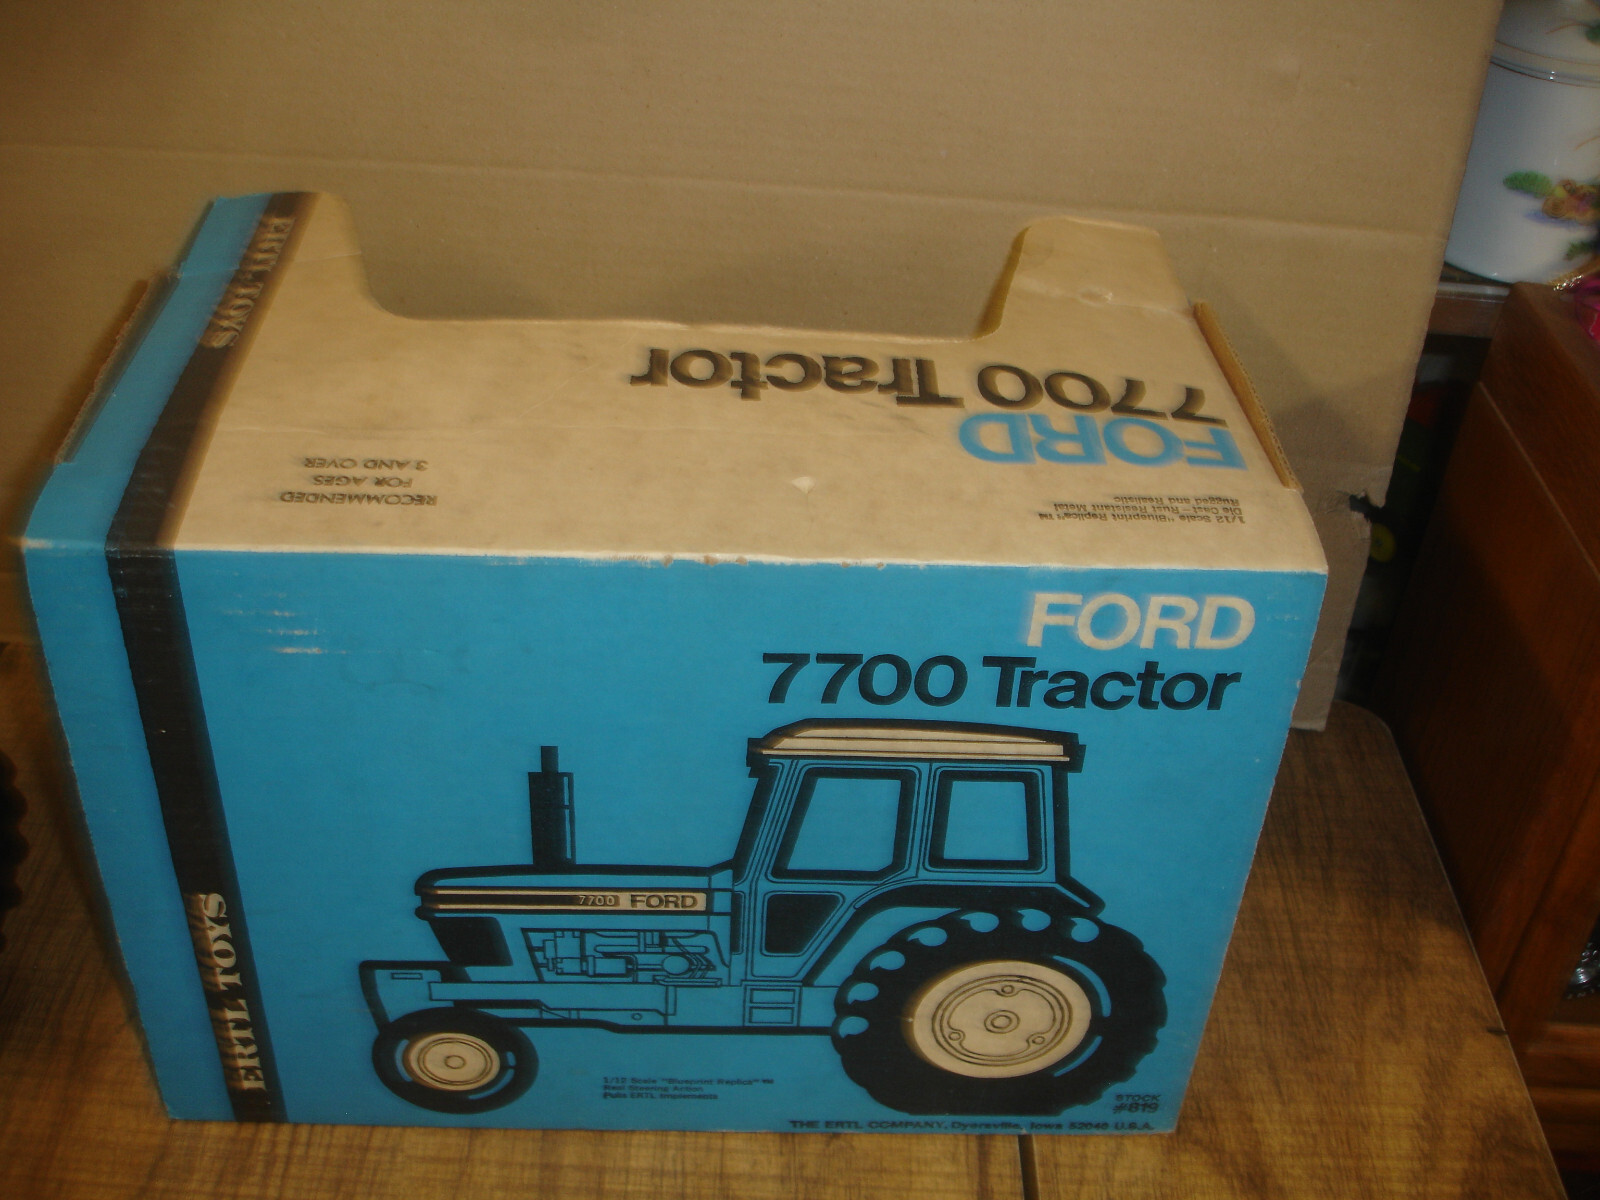 ERTL TOYS
FORD
7700 Tractor
1/12 Scale "Blueprint Replica"™
Die Cast-Rust Resistant Metal
Rugged and Realistic
RECOMMENDED
FOR AGES
3 AND OVER
FORD
7700 Tractor
7700 FORD
ERTL TOYS
1/12 Scale "Blueprint Replica"™
Real Steering Action
Pulls ERTL Implements
STOCK
#819
THE ERTL COMPANY, Dyersville, Iowa 52040 U.S.A.